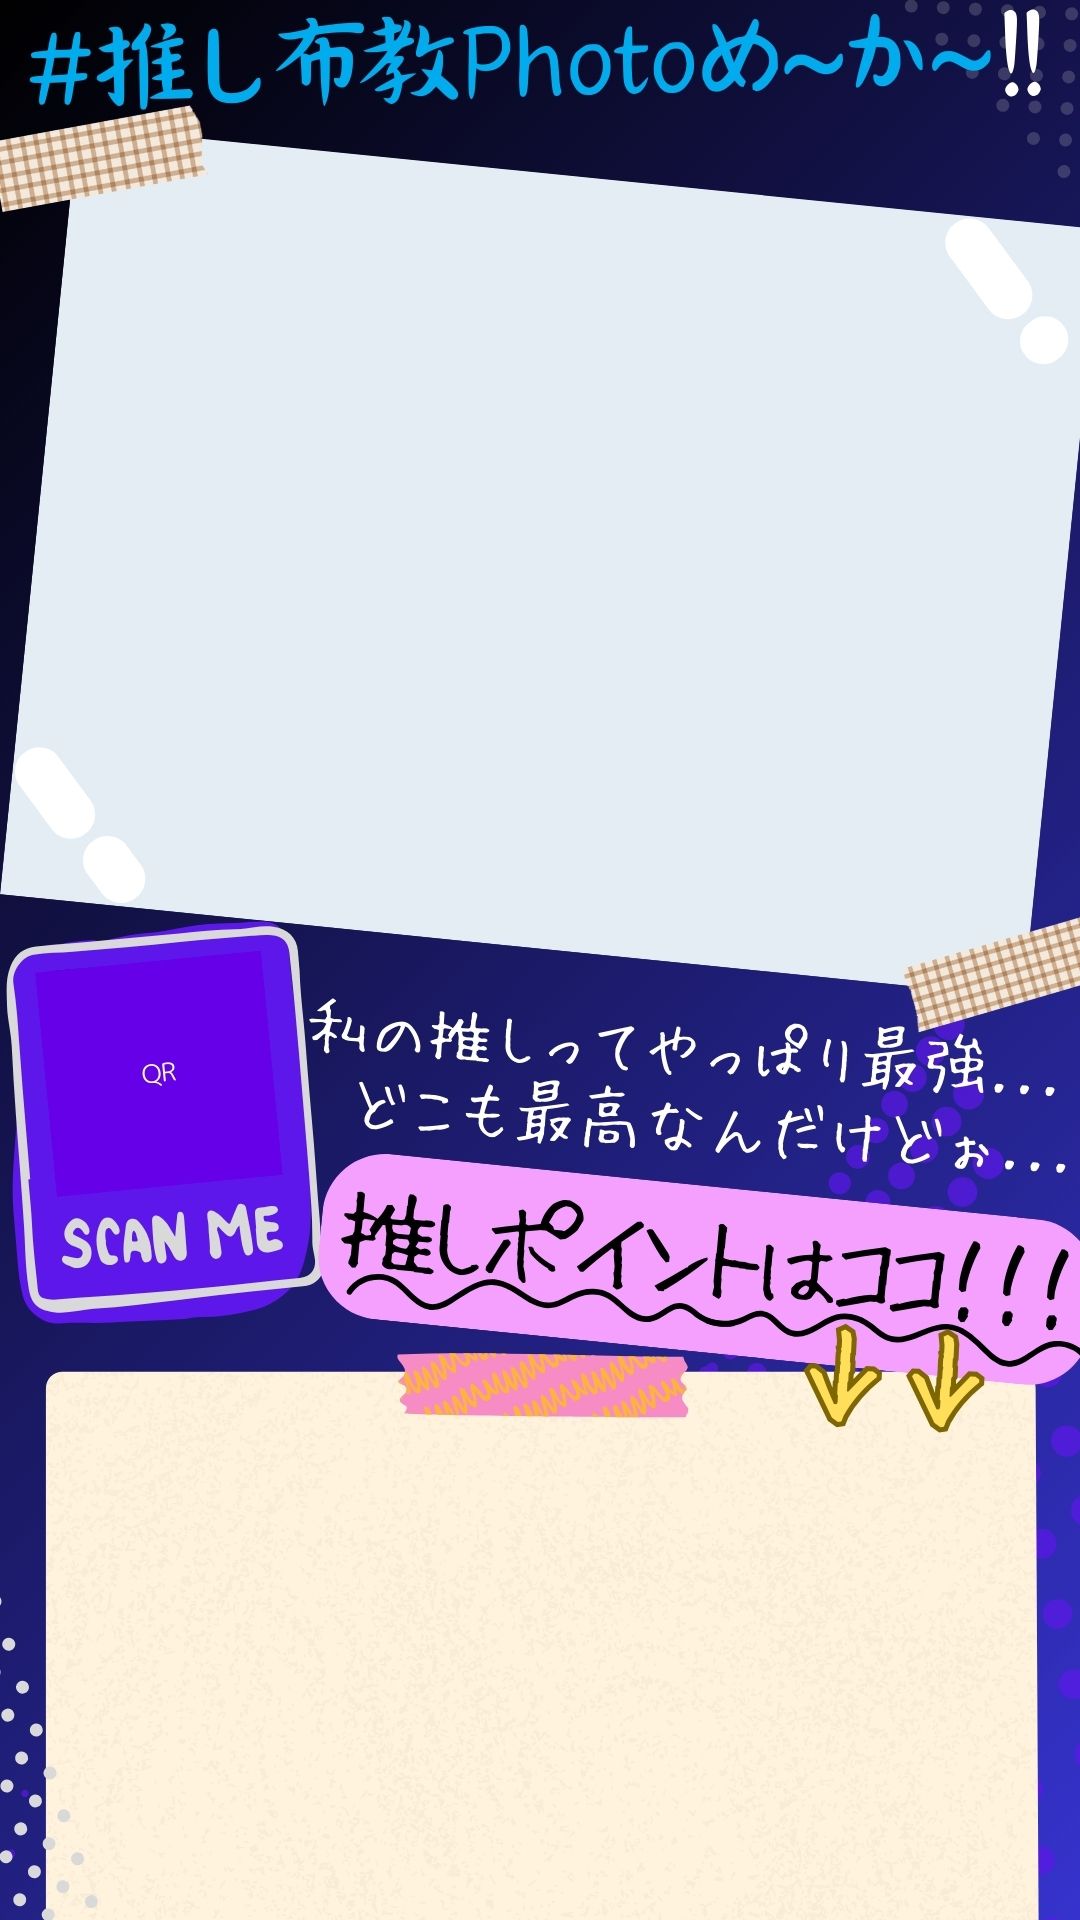 #推し布教Photoめ〜か〜!!
QR
SCAN ME
私の推しってやっぱり最強...
どこも最高なんだけどぉ...
推しポイントはココ!!!